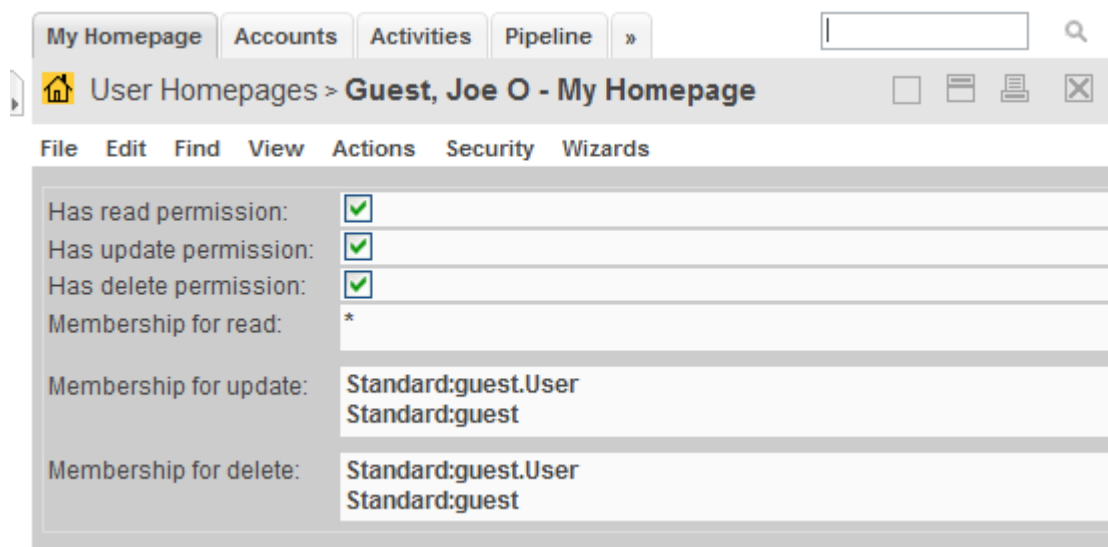 My Homepage Accounts Activities Pipeline »
User Homepages > Guest, Joe O - My Homepage
File Edit Find View Actions Security Wizards
Has read permission:
Has update permission:
Has delete permission:
Membership for read: *
Membership for update: Standard:guest.User
Standard:guest
Membership for delete: Standard:guest.User
Standard:guest